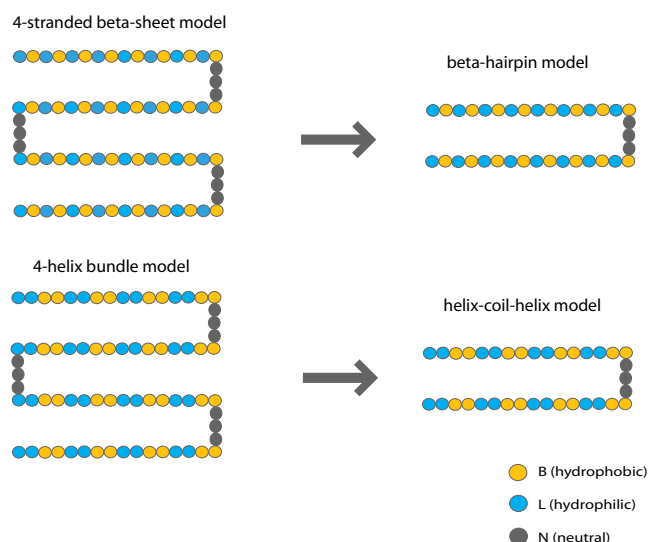 4-stranded beta-sheet model
beta-hairpin model
4-helix bundle model
helix-coil-helix model
B (hydrophobic)
L (hydrophilic)
N (neutral)